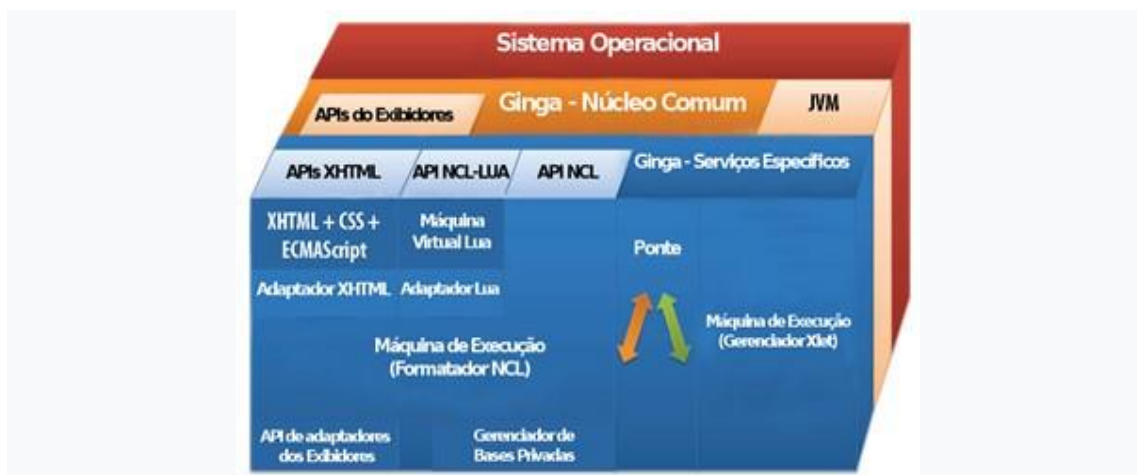 Sistema Operacional
Ginga - Núcleo Comum
JVM
APIs do Exibidores
Ginga - Serviços Específicos
APIs XHTML
API NCL-LUA
API NCL
XHTML + CSS +
ECMAScript
Máquina
Virtual Lua
Ponte
Adaptador XHTML
Adaptador Lua
Máquina de Execução
(Formatador NCL)
Máquina de Execução
(Gerenciador Xlet)
API de adaptadores
dos Exibidores
Gerenciador de
Bases Privadas